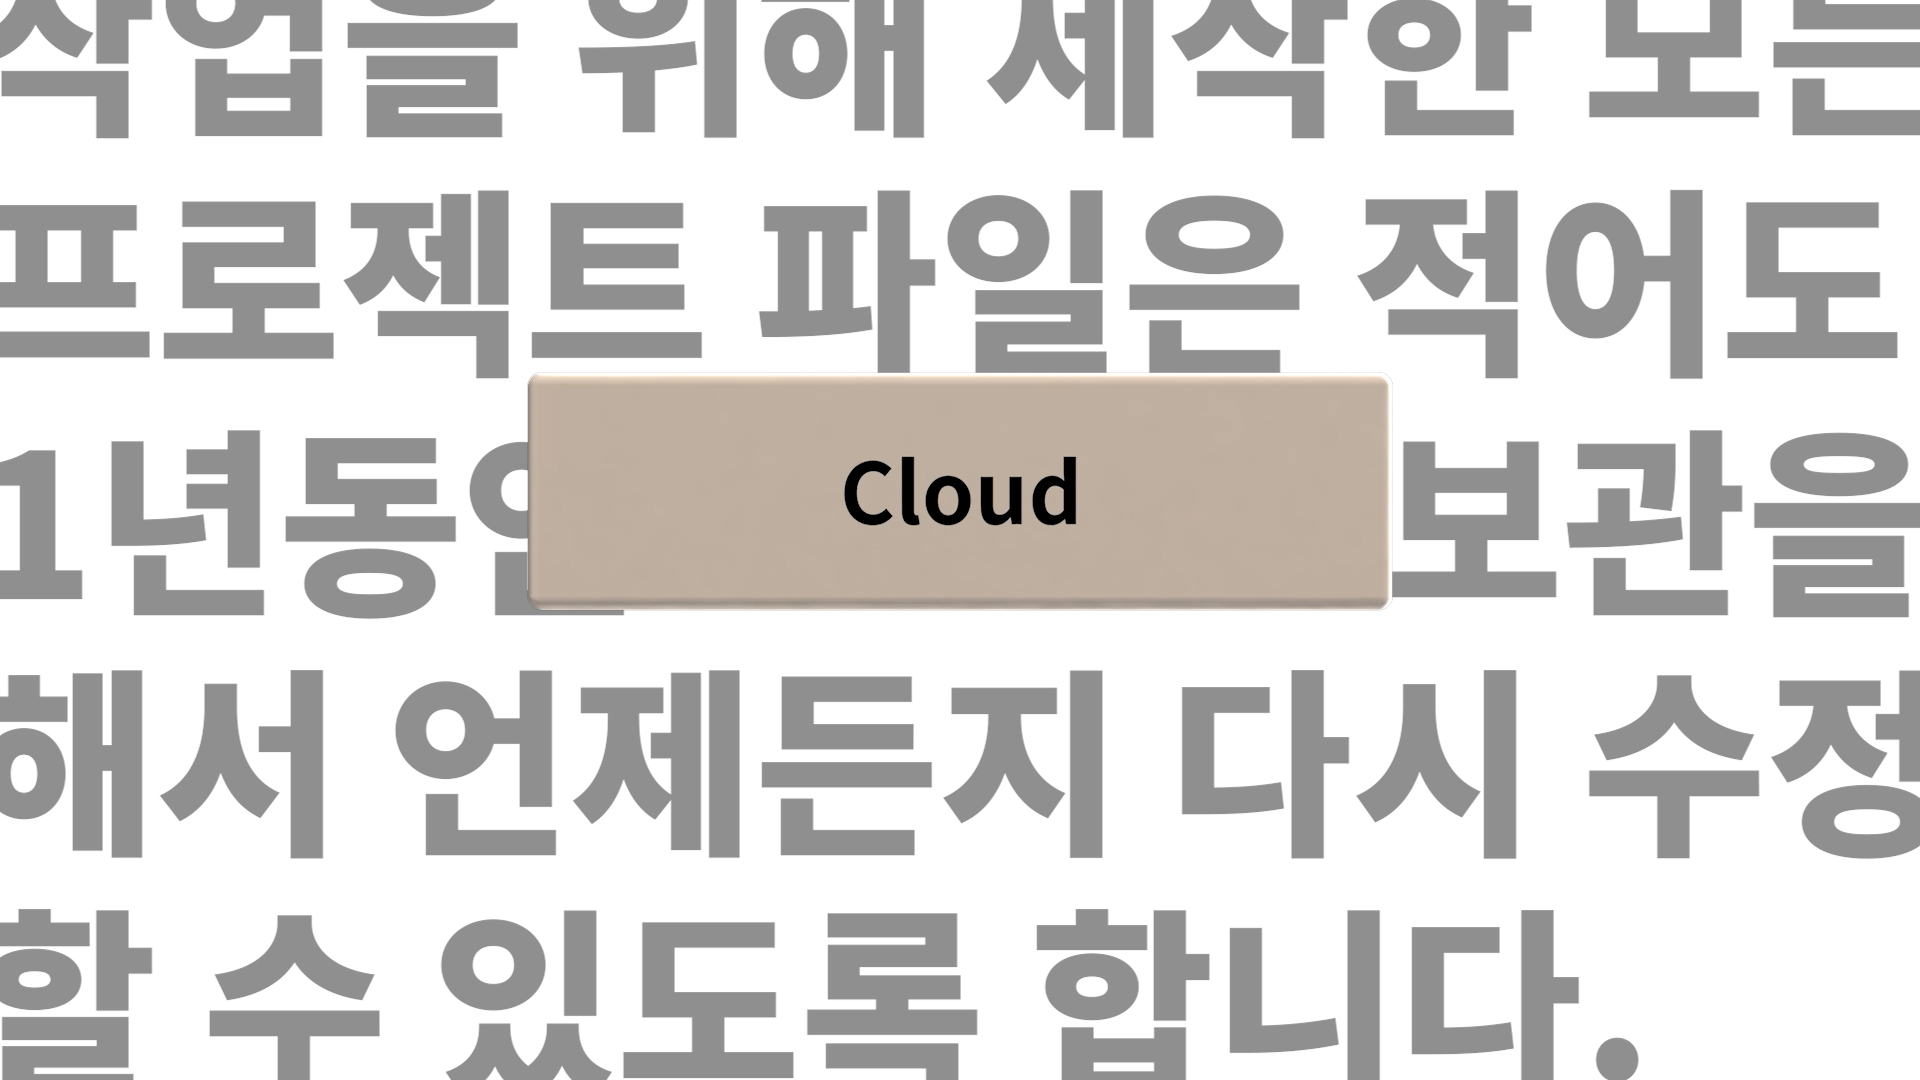 작업을 위해 제작한 모든
프로젝트 파일은 적어도
1년동안 보관을
Cloud
해서 언제든지 다시 수정
할 수 있도록 합니다.